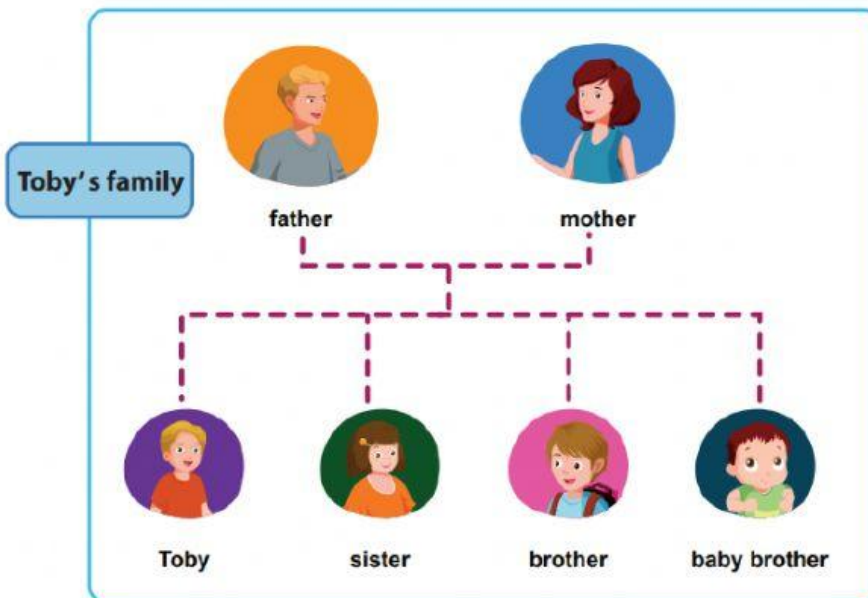 Toby's family
father
mother
Toby
sister
brother
baby brother